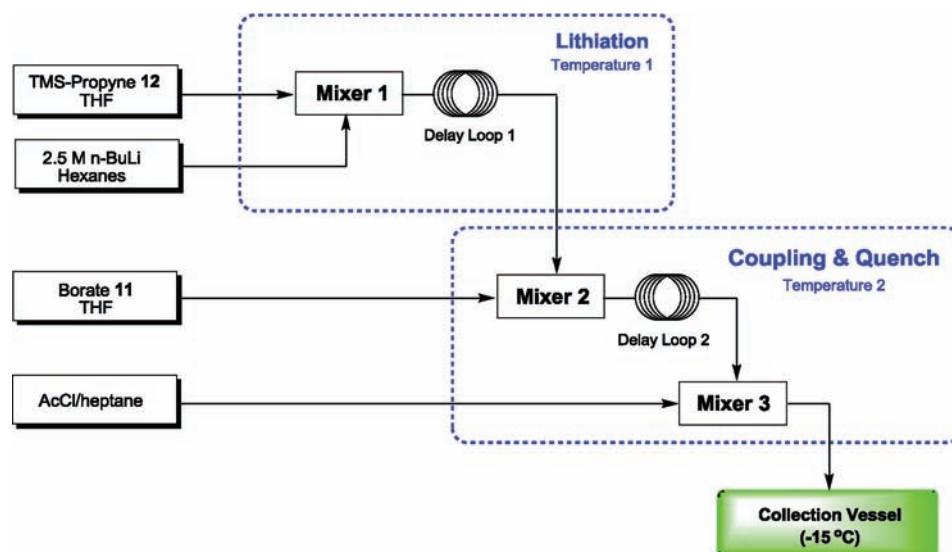 Lithiation
Temperature 1
TMS-Propyne 12
THF
Mixer 1
Delay Loop 1
2.5 M n-BuLi
Hexanes
Coupling & Quench
Temperature 2
Borate 11
THF
Mixer 2
Delay Loop 2
AcCl/heptane
Mixer 3
Collection Vessel
(-15 °C)